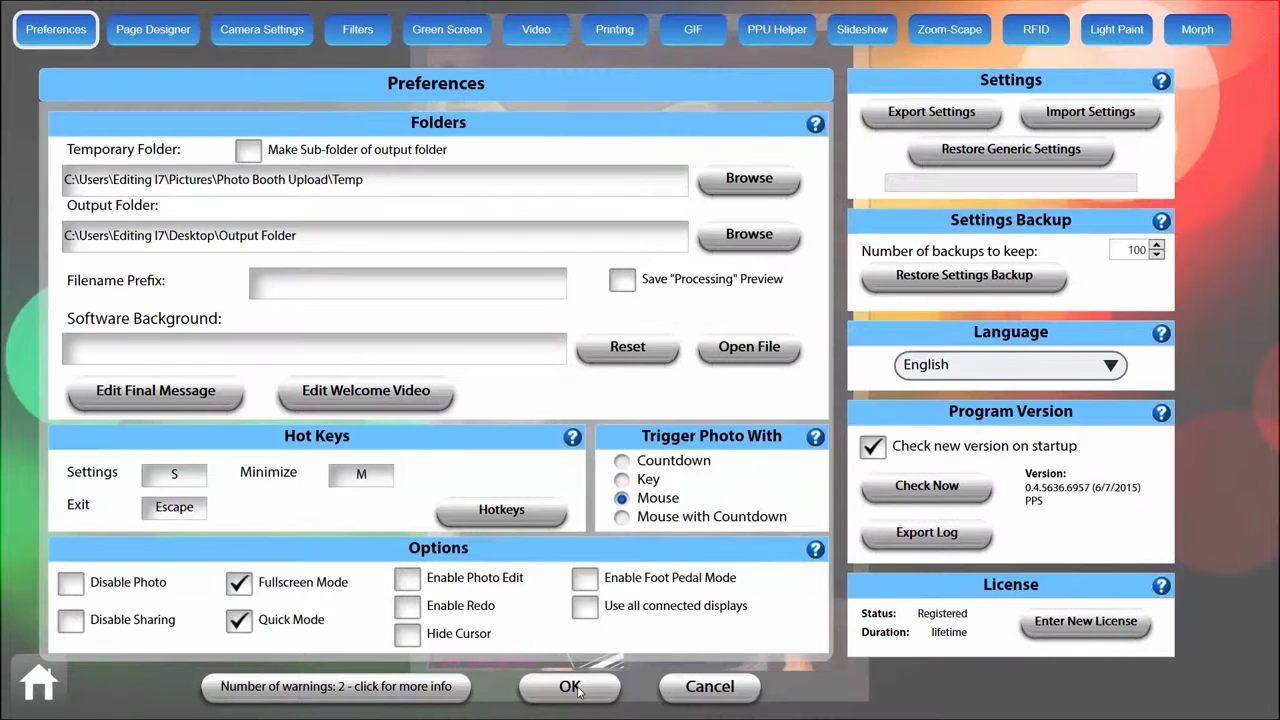 Preferences Page Designer Camera Settings Filters Green Screen Video Printing GIF PPU Helper Slideshow Zoom-Scape RFID Light Paint Morph
Preferences
Folders ?
Temporary Folder: Make Sub-folder of output folder
C:\Users\Editing I7\Pictures\Photo Booth Upload\Temp Browse
Output Folder:
C:\Users\Editing I7\Desktop\Output Folder Browse
Filename Prefix: Save "Processing" Preview
Software Background:
Reset Open File
Edit Final Message Edit Welcome Video
Hot Keys ?
Settings S Minimize M
Exit Escape
Hotkeys
Trigger Photo With ?
Countdown
Key
Mouse
Mouse with Countdown
Options ?
Disable Photo Fullscreen Mode Enable Photo Edit Enable Foot Pedal Mode
Disable Sharing Quick Mode Enable Redo Use all connected displays
Hide Cursor
Settings ?
Export Settings Import Settings
Restore Generic Settings
Settings Backup ?
Number of backups to keep: 100
Restore Settings Backup
Language ?
English
Program Version ?
Check new version on startup
Check Now
Export Log
Version:
0.4.5636.6957 (6/7/2015)
PPS
License ?
Status: Registered
Duration: lifetime
Enter New License
Number of warnings: 2 - click for more info OK Cancel